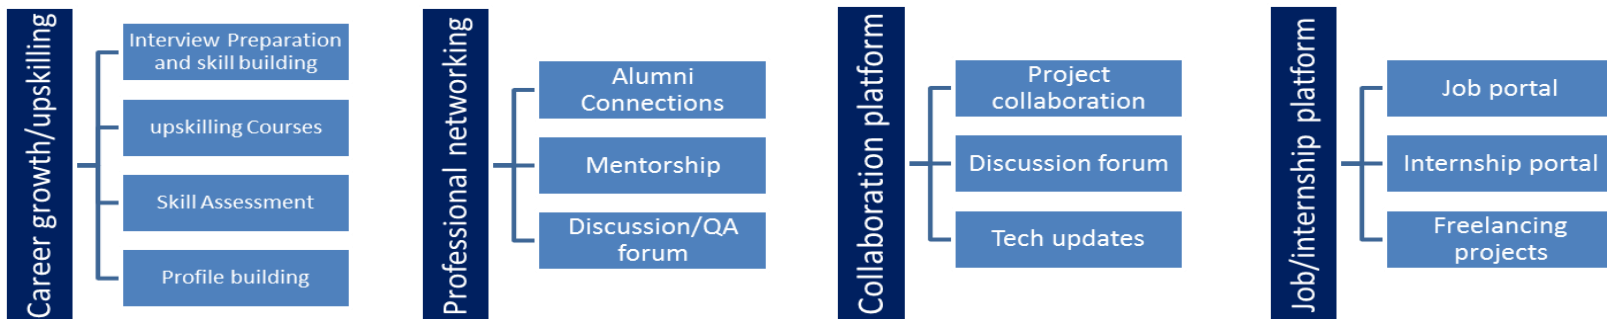 Career growth/upskilling
Interview Preparation
and skill building
upskilling Courses
Skill Assessment
Profile building
Professional networking
Alumni
Connections
Mentorship
Discussion/QA
forum
Collaboration platform
Project
collaboration
Discussion forum
Tech updates
Job/internship platform
Job portal
Internship portal
Freelancing
projects